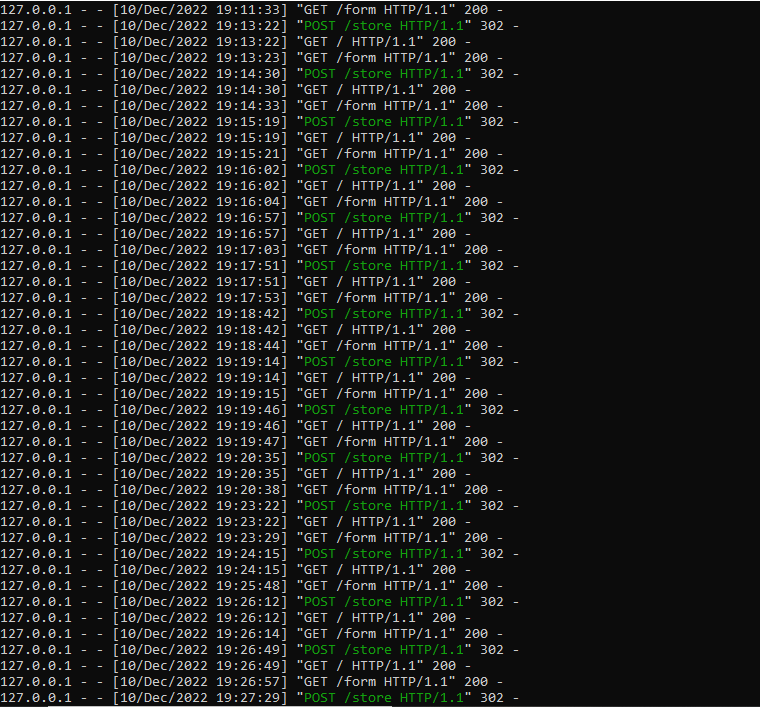 127.0.0.1 - - [10/Dec/2022 19:11:33] "GET /form HTTP/1.1" 200 -
127.0.0.1 - - [10/Dec/2022 19:13:22] "POST /store HTTP/1.1" 302 -
127.0.0.1 - - [10/Dec/2022 19:13:22] "GET / HTTP/1.1" 200 -
127.0.0.1 - - [10/Dec/2022 19:13:23] "GET /form HTTP/1.1" 200 -
127.0.0.1 - - [10/Dec/2022 19:14:30] "POST /store HTTP/1.1" 302 -
127.0.0.1 - - [10/Dec/2022 19:14:30] "GET / HTTP/1.1" 200 -
127.0.0.1 - - [10/Dec/2022 19:14:33] "GET /form HTTP/1.1" 200 -
127.0.0.1 - - [10/Dec/2022 19:15:19] "POST /store HTTP/1.1" 302 -
127.0.0.1 - - [10/Dec/2022 19:15:19] "GET / HTTP/1.1" 200 -
127.0.0.1 - - [10/Dec/2022 19:15:21] "GET /form HTTP/1.1" 200 -
127.0.0.1 - - [10/Dec/2022 19:16:02] "POST /store HTTP/1.1" 302 -
127.0.0.1 - - [10/Dec/2022 19:16:02] "GET / HTTP/1.1" 200 -
127.0.0.1 - - [10/Dec/2022 19:16:04] "GET /form HTTP/1.1" 200 -
127.0.0.1 - - [10/Dec/2022 19:16:57] "POST /store HTTP/1.1" 302 -
127.0.0.1 - - [10/Dec/2022 19:16:57] "GET / HTTP/1.1" 200 -
127.0.0.1 - - [10/Dec/2022 19:17:03] "GET /form HTTP/1.1" 200 -
127.0.0.1 - - [10/Dec/2022 19:17:51] "POST /store HTTP/1.1" 302 -
127.0.0.1 - - [10/Dec/2022 19:17:51] "GET / HTTP/1.1" 200 -
127.0.0.1 - - [10/Dec/2022 19:17:53] "GET /form HTTP/1.1" 200 -
127.0.0.1 - - [10/Dec/2022 19:18:42] "POST /store HTTP/1.1" 302 -
127.0.0.1 - - [10/Dec/2022 19:18:42] "GET / HTTP/1.1" 200 -
127.0.0.1 - - [10/Dec/2022 19:18:44] "GET /form HTTP/1.1" 200 -
127.0.0.1 - - [10/Dec/2022 19:19:14] "POST /store HTTP/1.1" 302 -
127.0.0.1 - - [10/Dec/2022 19:19:14] "GET / HTTP/1.1" 200 -
127.0.0.1 - - [10/Dec/2022 19:19:15] "GET /form HTTP/1.1" 200 -
127.0.0.1 - - [10/Dec/2022 19:19:46] "POST /store HTTP/1.1" 302 -
127.0.0.1 - - [10/Dec/2022 19:19:46] "GET / HTTP/1.1" 200 -
127.0.0.1 - - [10/Dec/2022 19:19:47] "GET /form HTTP/1.1" 200 -
127.0.0.1 - - [10/Dec/2022 19:20:35] "POST /store HTTP/1.1" 302 -
127.0.0.1 - - [10/Dec/2022 19:20:35] "GET / HTTP/1.1" 200 -
127.0.0.1 - - [10/Dec/2022 19:20:38] "GET /form HTTP/1.1" 200 -
127.0.0.1 - - [10/Dec/2022 19:23:22] "POST /store HTTP/1.1" 302 -
127.0.0.1 - - [10/Dec/2022 19:23:22] "GET / HTTP/1.1" 200 -
127.0.0.1 - - [10/Dec/2022 19:23:29] "GET /form HTTP/1.1" 200 -
127.0.0.1 - - [10/Dec/2022 19:24:15] "POST /store HTTP/1.1" 302 -
127.0.0.1 - - [10/Dec/2022 19:24:15] "GET / HTTP/1.1" 200 -
127.0.0.1 - - [10/Dec/2022 19:25:48] "GET /form HTTP/1.1" 200 -
127.0.0.1 - - [10/Dec/2022 19:26:12] "POST /store HTTP/1.1" 302 -
127.0.0.1 - - [10/Dec/2022 19:26:12] "GET / HTTP/1.1" 200 -
127.0.0.1 - - [10/Dec/2022 19:26:14] "GET /form HTTP/1.1" 200 -
127.0.0.1 - - [10/Dec/2022 19:26:49] "POST /store HTTP/1.1" 302 -
127.0.0.1 - - [10/Dec/2022 19:26:49] "GET / HTTP/1.1" 200 -
127.0.0.1 - - [10/Dec/2022 19:26:57] "GET /form HTTP/1.1" 200 -
127.0.0.1 - - [10/Dec/2022 19:27:29] "POST /store HTTP/1.1" 302 -